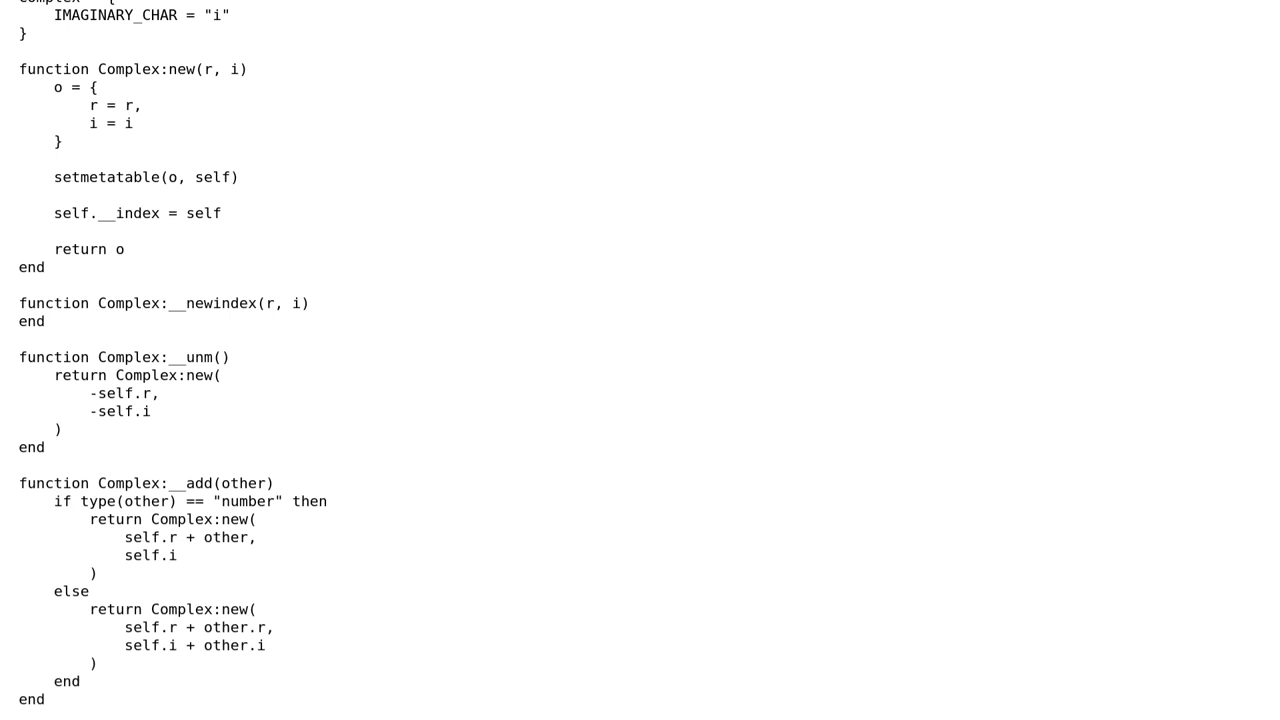 IMAGINARY_CHAR = "i"
}

function Complex:new(r, i)
    o = {
        r = r,
        i = i
    }

    setmetatable(o, self)

    self.__index = self

    return o
end

function Complex:__newindex(r, i)
end

function Complex:__unm()
    return Complex:new(
        -self.r,
        -self.i
    )
end

function Complex:__add(other)
    if type(other) == "number" then
        return Complex:new(
            self.r + other,
            self.i
        )
    else
        return Complex:new(
            self.r + other.r,
            self.i + other.i
        )
    end
end